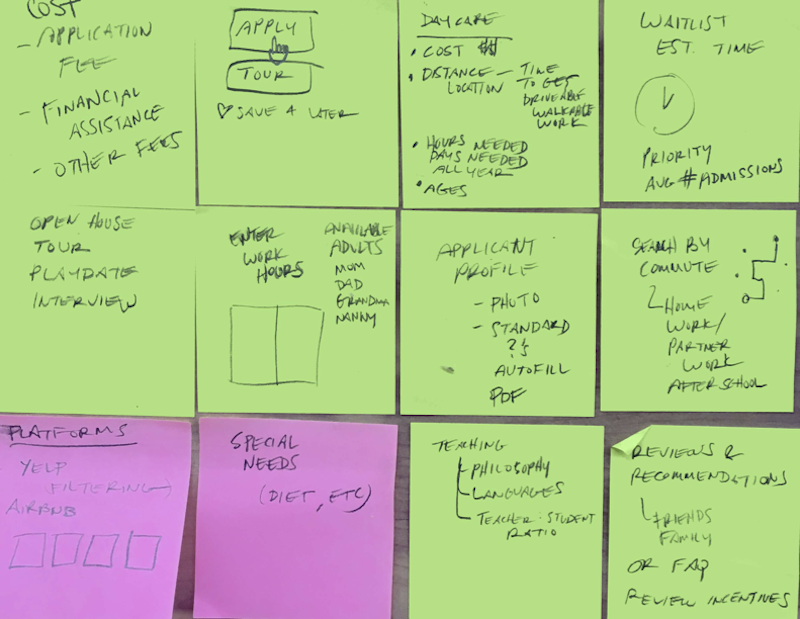 COST
- APPLICATION
FEE
- FINANCIAL
ASSISTANCE
- OTHER FEES
APPLY
TOUR
♡ SAVE 4 LATER
DAYCARE
• COST $$
• DISTANCE - TIME
LOCATION TO GET
DRIVEABLE
WALKABLE
WORK
• HOURS NEEDED
DAYS NEEDED
ALL YEAR
• AGES
WAITLIST
EST. TIME
PRIORITY
AVG # ADMISSIONS
OPEN HOUSE
TOUR
PLAYDATE
INTERVIEW
ENTER
WORK
HOURS
AVAILABLE
ADULTS
MOM
DAD
GRANDMA
NANNY
APPLICANT
PROFILE
- PHOTO
- STANDARD
?s
AUTOFILL
PDF
SEARCH BY
COMMUTE
HOME
WORK/
PARTNER
WORK
AFTERSCHOOL
PLATFORMS
YELP
(FILTERING)
AIRBNB
SPECIAL
NEEDS
(DIET, ETC)
TEACHING
PHILOSOPHY
LANGUAGES
TEACHER:STUDENT
RATIO
REVIEWS &
RECOMMENDATIONS
FRIENDS
FAMILY
OR FAQ
REVIEW INCENTIVES